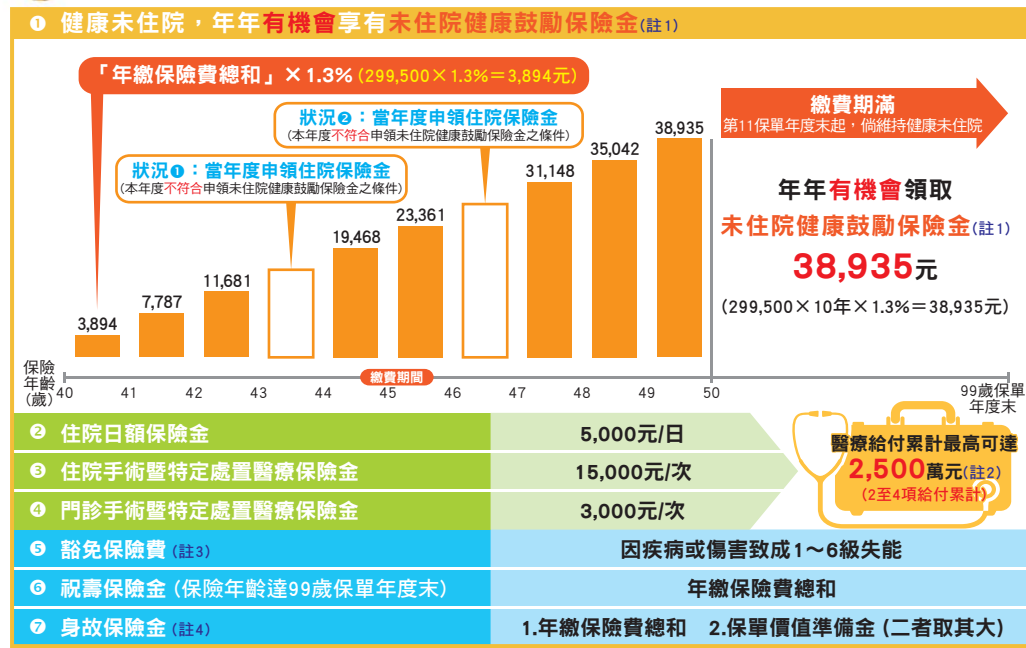 ❶ 健康未住院，年年有機會享有未住院健康鼓勵保險金(註1)
「年繳保險費總和」×1.3% (299,500×1.3%＝3,894元)
狀況❷：當年度申領住院保險金
(本年度不符合申領未住院健康鼓勵保險金之條件)
狀況❶：當年度申領住院保險金
(本年度不符合申領未住院健康鼓勵保險金之條件)
3,894
7,787
11,681
19,468
23,361
31,148
35,042
38,935
繳費期滿
第11保單年度末起，倘維持健康未住院
年年有機會領取
未住院健康鼓勵保險金(註1)
38,935元
(299,500×10年×1.3%＝38,935元)
保險
年齡
(歲)
繳費期間
40 41 42 43 44 45 46 47 48 49 50
99歲保單
年度末
❷ 住院日額保險金 5,000元/日
❸ 住院手術暨特定處置醫療保險金 15,000元/次
❹ 門診手術暨特定處置醫療保險金 3,000元/次
醫療給付累計最高可達
2,500萬元(註2)
(2至4項給付累計)
❺ 豁免保險費 (註3) 因疾病或傷害致成1～6級失能
❻ 祝壽保險金 (保險年齡達99歲保單年度末) 年繳保險費總和
❼ 身故保險金 (註4) 1.年繳保險費總和 2.保單價值準備金 (二者取其大)